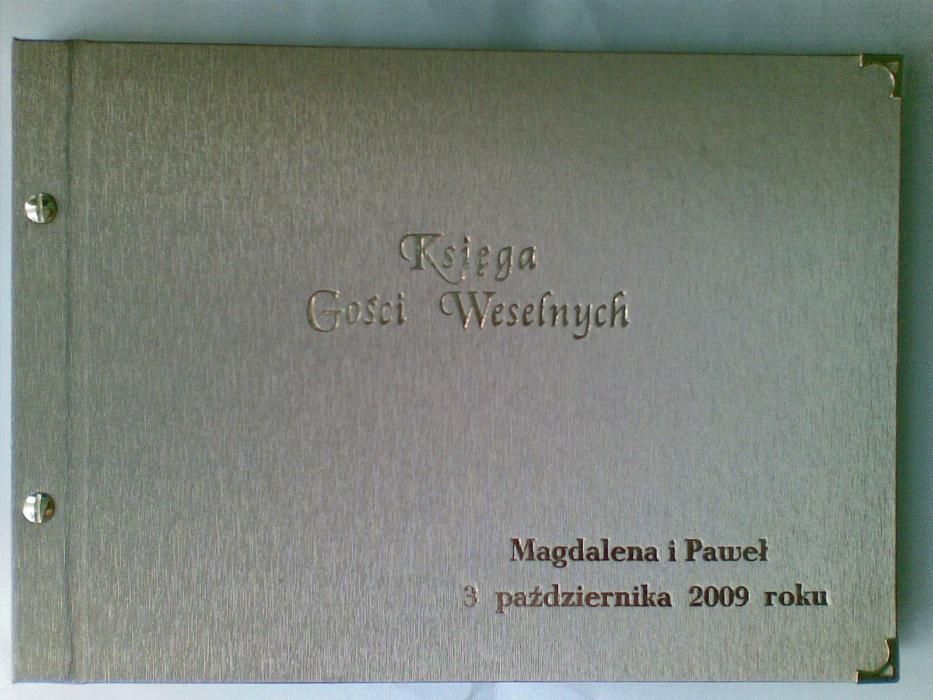 Księga
Gości Weselnych
Magdalena i Paweł
3 października 2009 roku